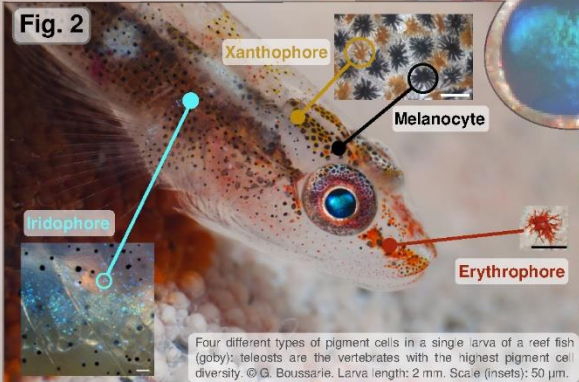 Fig. 2
Xanthophore
Melanocyte
Iridophore
Erythrophore
Four different types of pigment cells in a single larva of a reef fish
(goby): teleosts are the vertebrates with the highest pigment cell
diversity. © G. Boussarie. Larva length: 2 mm. Scale (insets): 50 µm.